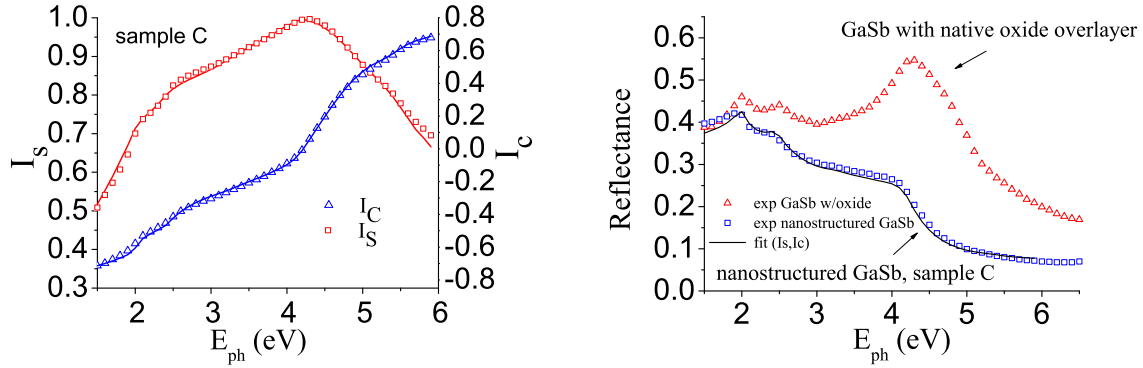 sample C
1.0
0.9
0.8
0.7
0.6
0.5
0.4
0.3
I_S
0.8
0.6
0.4
0.2
0.0
-0.2
-0.4
-0.6
-0.8
I_c
I_C
I_S
2 3 4 5 6
E_ph (eV)
GaSb with native oxide overlayer
0.6
0.5
0.4
0.3
0.2
0.1
0.0
Reflectance
exp GaSb w/oxide
exp nanostructured GaSb
fit (Is,Ic)
nanostructured GaSb, sample C
2 3 4 5 6
E_ph (eV)